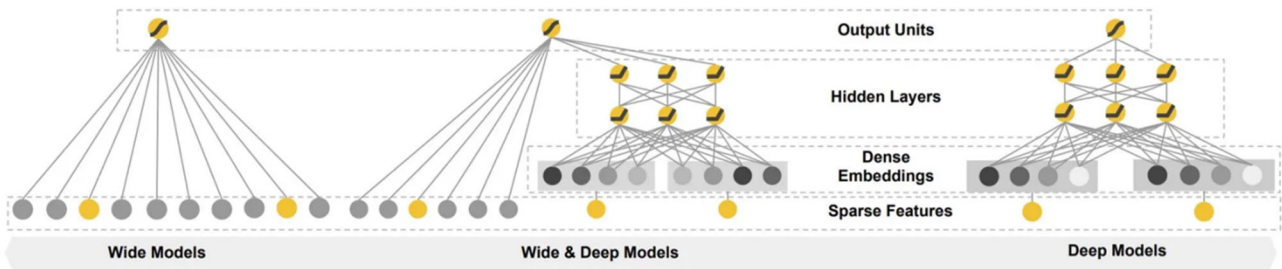 Output Units
Hidden Layers
Dense
Embeddings
Sparse Features
Wide Models
Wide & Deep Models
Deep Models